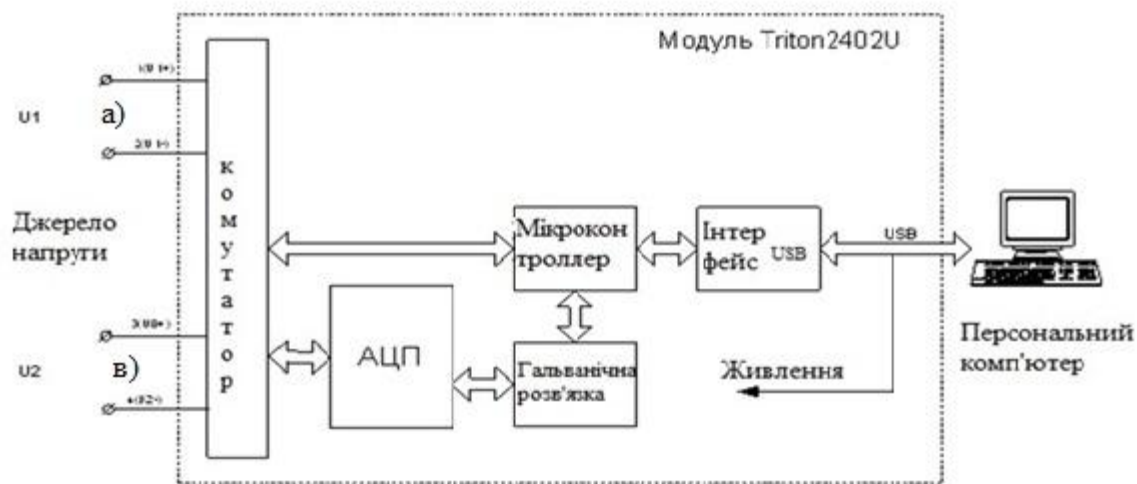 Модуль Triton2402U
U1
а)
Джерело
напруги
U2
в)
комутатор
АЦП
Мікрокон
троллер
Гальванічна
розв'язка
Інтер
фейс USB
USB
Живлення
Персональний
комп'ютер